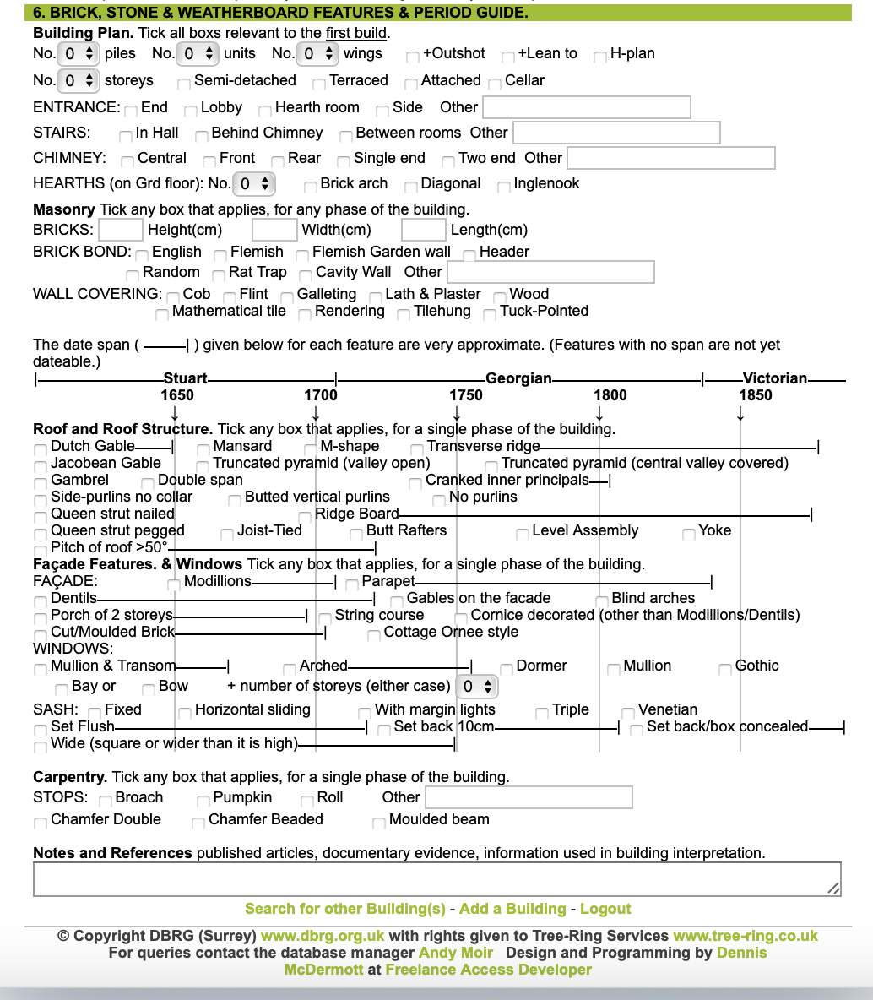 6. BRICK, STONE & WEATHERBOARD FEATURES & PERIOD GUIDE.
Building Plan. Tick all boxes relevant to the first build.
No. 0 piles No. 0 units No. 0 wings +Outshot +Lean to H-plan
No. 0 storeys Semi-detached Terraced Attached Cellar
ENTRANCE: End Lobby Hearth room Side Other
STAIRS: In Hall Behind Chimney Between rooms Other
CHIMNEY: Central Front Rear Single end Two end Other
HEARTHS (on Grd floor): No. 0 Brick arch Diagonal Inglenook
Masonry Tick any box that applies, for any phase of the building.
BRICKS: Height(cm) Width(cm) Length(cm)
BRICK BOND: English Flemish Flemish Garden wall Header
Random Rat Trap Cavity Wall Other
WALL COVERING: Cob Flint Galleting Lath & Plaster Wood
Mathematical tile Rendering Tilehung Tuck-Pointed
The date span ( ——| ) given below for each feature are very approximate. (Features with no span are not yet
dateable.)
Stuart Georgian Victorian
1650 1700 1750 1800 1850
Roof and Roof Structure. Tick any box that applies, for a single phase of the building.
Dutch Gable Mansard M-shape Transverse ridge
Jacobean Gable Truncated pyramid (valley open) Truncated pyramid (central valley covered)
Gambrel Double span Cranked inner principals
Side-purlins no collar Butted vertical purlins No purlins
Queen strut nailed Ridge Board
Queen strut pegged Joist-Tied Butt Rafters Level Assembly Yoke
Pitch of roof >50°
Façade Features. & Windows Tick any box that applies, for a single phase of the building.
FAÇADE: Modillions Parapet
Dentils Gables on the facade Blind arches
Porch of 2 storeys String course Cornice decorated (other than Modillions/Dentils)
Cut/Moulded Brick Cottage Ornee style
WINDOWS:
Mullion & Transom Arched Dormer Mullion Gothic
Bay or Bow + number of storeys (either case) 0
SASH: Fixed Horizontal sliding With margin lights Triple Venetian
Set Flush Set back 10cm Set back/box concealed
Wide (square or wider than it is high)
Carpentry. Tick any box that applies, for a single phase of the building.
STOPS: Broach Pumpkin Roll Other
Chamfer Double Chamfer Beaded Moulded beam
Notes and References published articles, documentary evidence, information used in building interpretation.
Search for other Building(s) - Add a Building - Logout
© Copyright DBRG (Surrey) www.dbrg.org.uk with rights given to Tree-Ring Services www.tree-ring.co.uk
For queries contact the database manager Andy Moir Design and Programming by Dennis
McDermott at Freelance Access Developer